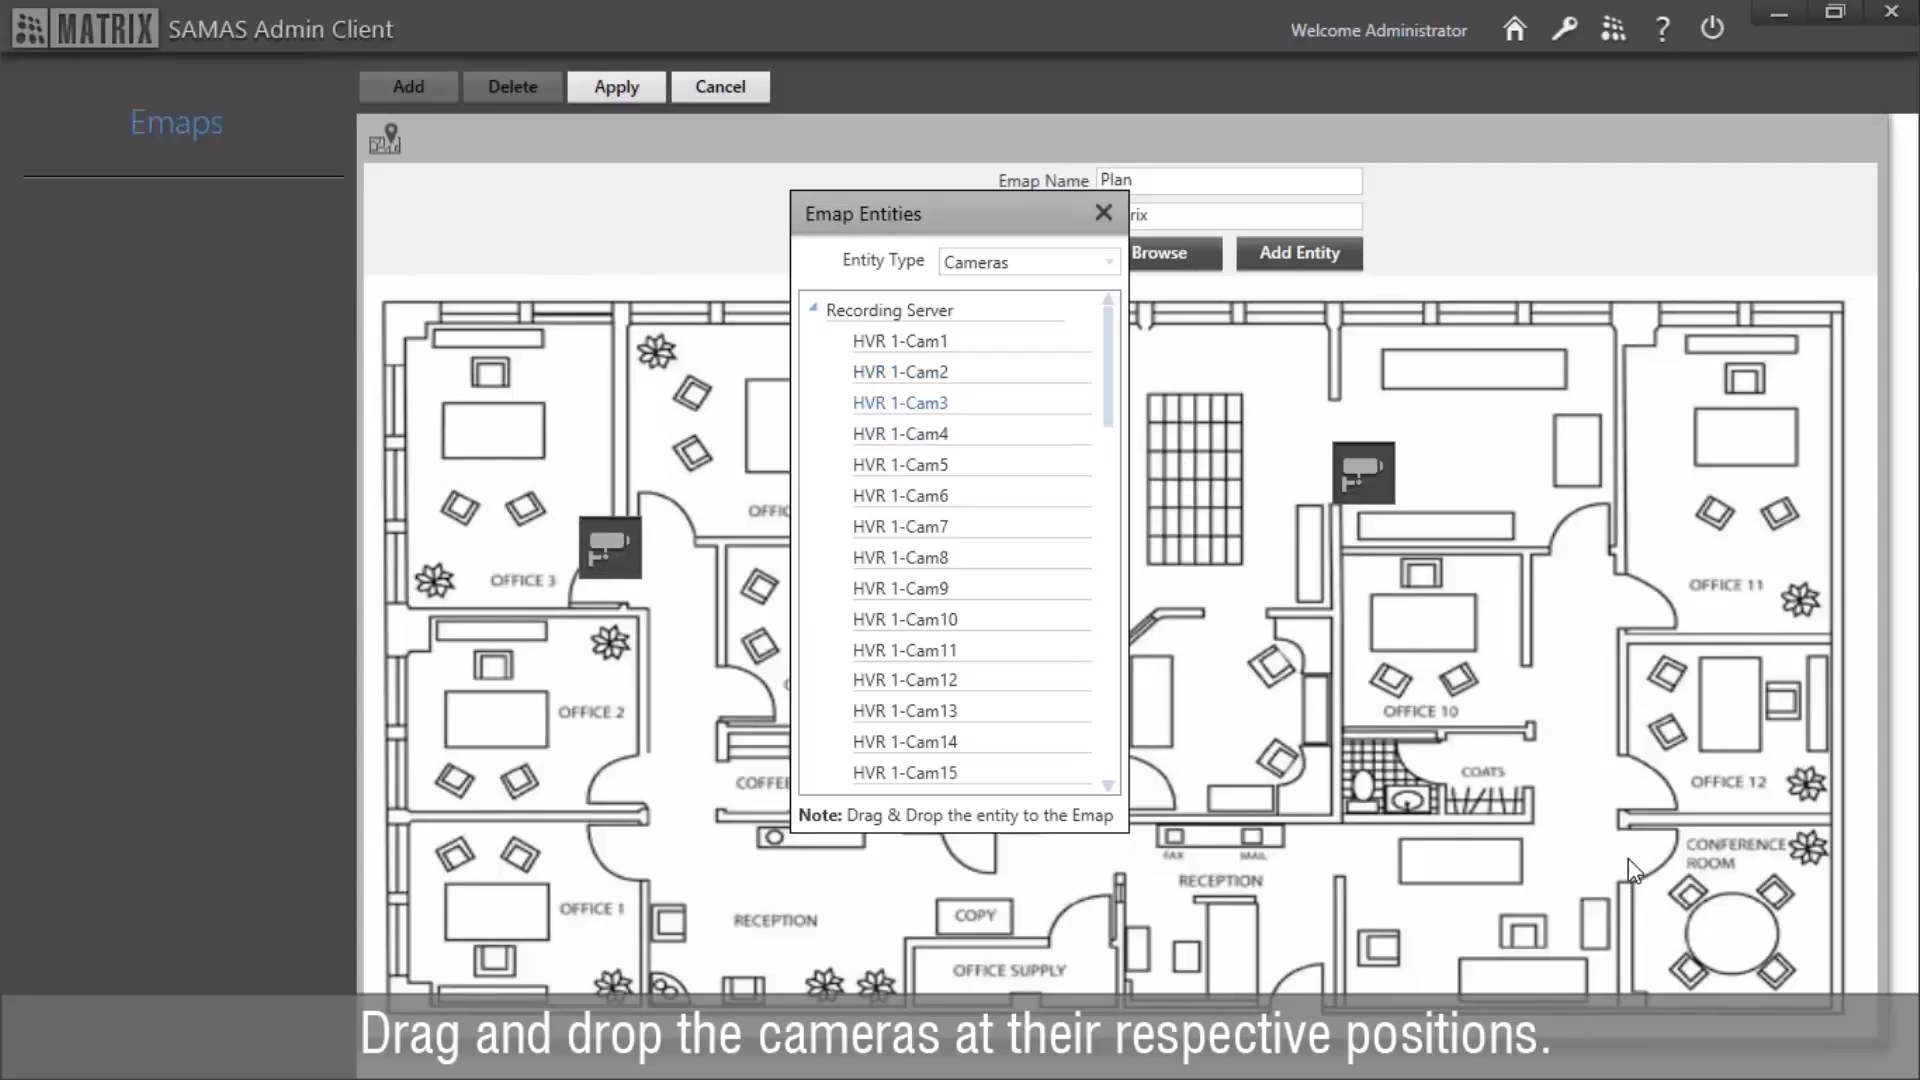 MATRIX SAMAS Admin Client
Welcome Administrator
?
Add Delete Apply Cancel
Emaps
Emap Name Plan
rix
Browse Add Entity
Emap Entities
Entity Type Cameras
Recording Server
HVR 1-Cam1
HVR 1-Cam2
HVR 1-Cam3
HVR 1-Cam4
HVR 1-Cam5
HVR 1-Cam6
HVR 1-Cam7
HVR 1-Cam8
HVR 1-Cam9
HVR 1-Cam10
HVR 1-Cam11
HVR 1-Cam12
HVR 1-Cam13
HVR 1-Cam14
HVR 1-Cam15
Note: Drag & Drop the entity to the Emap
OFFIC
OFFICE 3
OFFICE 11
OFFICE 2
OFFICE 10
COATS
OFFICE 12
COFFEE
CONFERENCE
ROOM
FAX MAIL
RECEPTION
OFFICE 1
RECEPTION
COPY
OFFICE SUPPLY
Drag and drop the cameras at their respective positions.